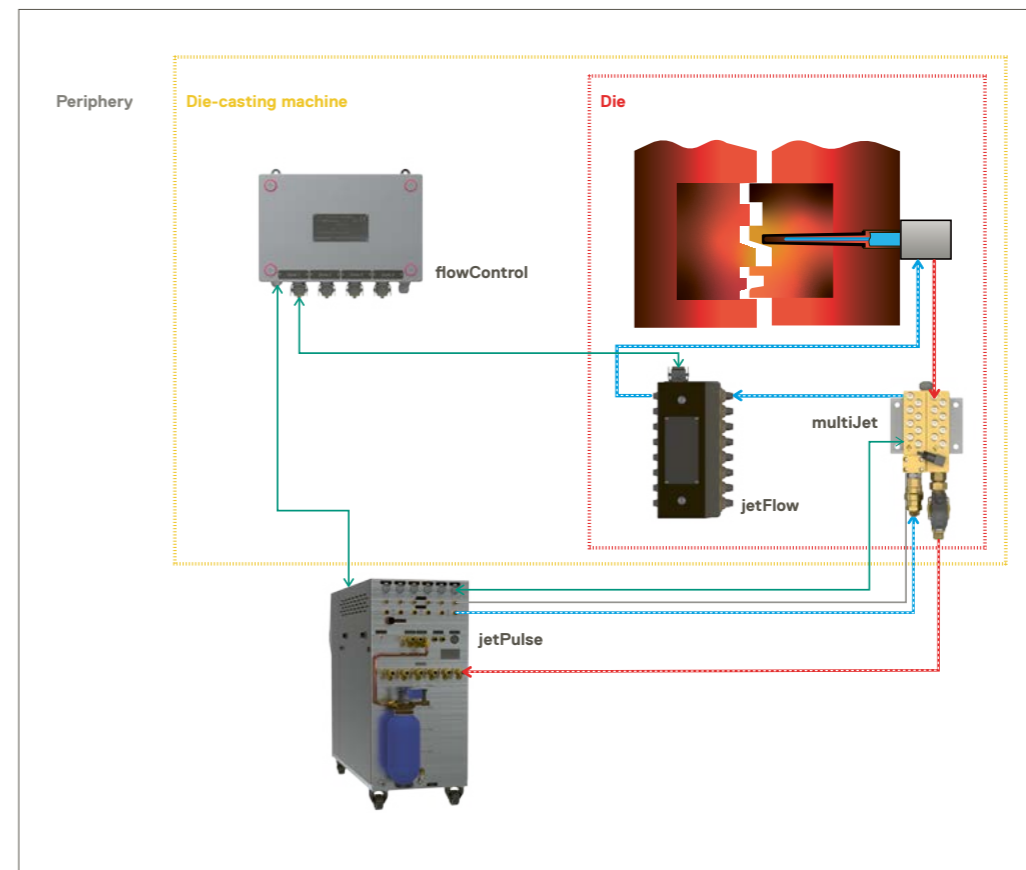 Periphery
Die-casting machine
Die
flowControl
multiJet
jetFlow
jetPulse